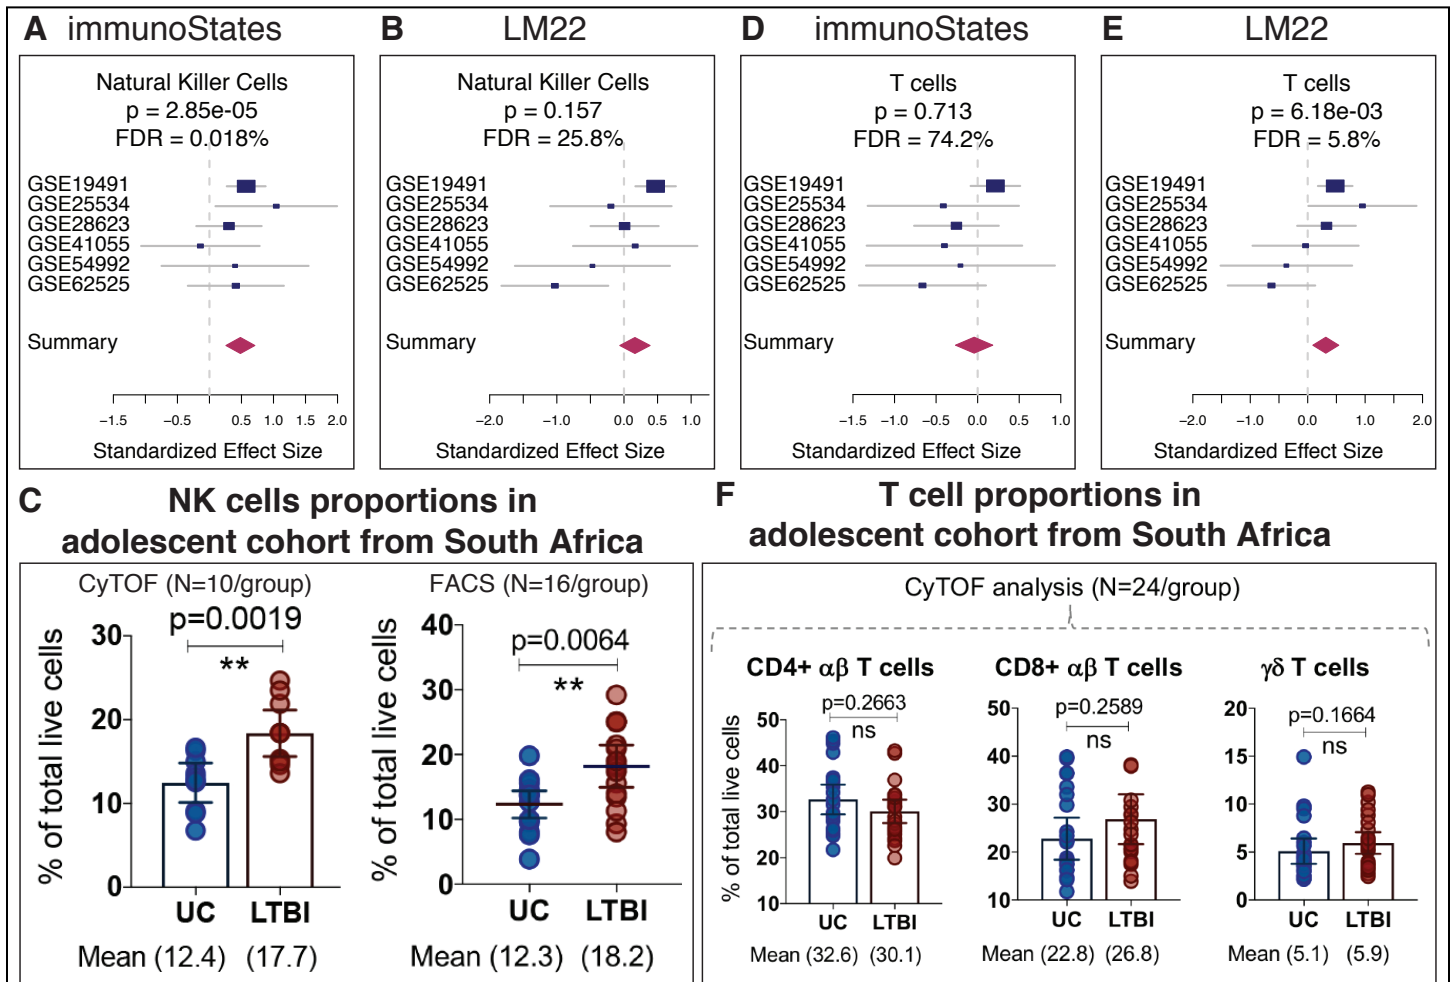 A immunoStates
Natural Killer Cells
p = 2.85e-05
FDR = 0.018%
GSE19491
GSE25534
GSE28623
GSE41055
GSE54992
GSE62525
Summary
−1.5 −0.5 0.5 1.0 2.0
Standardized Effect Size
B LM22
Natural Killer Cells
p = 0.157
FDR = 25.8%
GSE19491
GSE25534
GSE28623
GSE41055
GSE54992
GSE62525
Summary
−2.0 −1.0 0.0 0.5 1.0
Standardized Effect Size
D immunoStates
T cells
p = 0.713
FDR = 74.2%
GSE19491
GSE25534
GSE28623
GSE41055
GSE54992
GSE62525
Summary
−1.5 −1.0 −0.5 0.0 0.5 1.0
Standardized Effect Size
E LM22
T cells
p = 6.18e-03
FDR = 5.8%
GSE19491
GSE25534
GSE28623
GSE41055
GSE54992
GSE62525
Summary
−2.0 −1.0 0.0 1.0 2.0
Standardized Effect Size
C NK cells proportions in
adolescent cohort from South Africa
CyTOF (N=10/group)
p=0.0019
**
% of total live cells
30
20
10
0
UC LTBI
Mean (12.4) (17.7)
FACS (N=16/group)
p=0.0064
**
% of total live cells
40
30
20
10
0
UC LTBI
Mean (12.3) (18.2)
F T cell proportions in
adolescent cohort from South Africa
CyTOF analysis (N=24/group)
CD4+ αβ T cells
p=0.2663
ns
% of total live cells
50
40
30
20
10
UC LTBI
Mean (32.6) (30.1)
CD8+ αβ T cells
p=0.2589
ns
50
40
30
20
10
UC LTBI
Mean (22.8) (26.8)
γδ T cells
p=0.1664
ns
20
15
10
5
0
UC LTBI
Mean (5.1) (5.9)